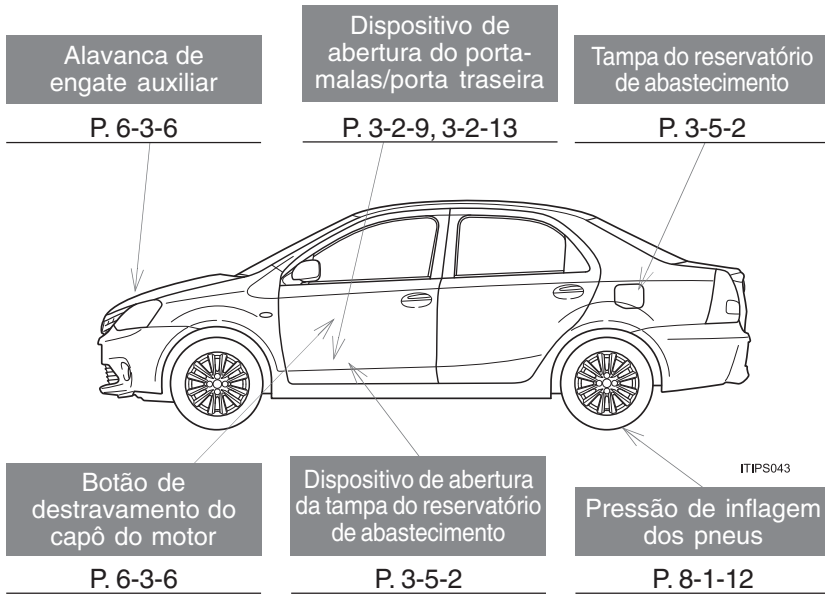 Alavanca de
engate auxiliar
P. 6-3-6
Dispositivo de
abertura do porta-
malas/porta traseira
P. 3-2-9, 3-2-13
Tampa do reservatório
de abastecimento
P. 3-5-2
ITIPS043
Botão de
destravamento do
capô do motor
P. 6-3-6
Dispositivo de abertura
da tampa do reservatório
de abastecimento
P. 3-5-2
Pressão de inflagem
dos pneus
P. 8-1-12